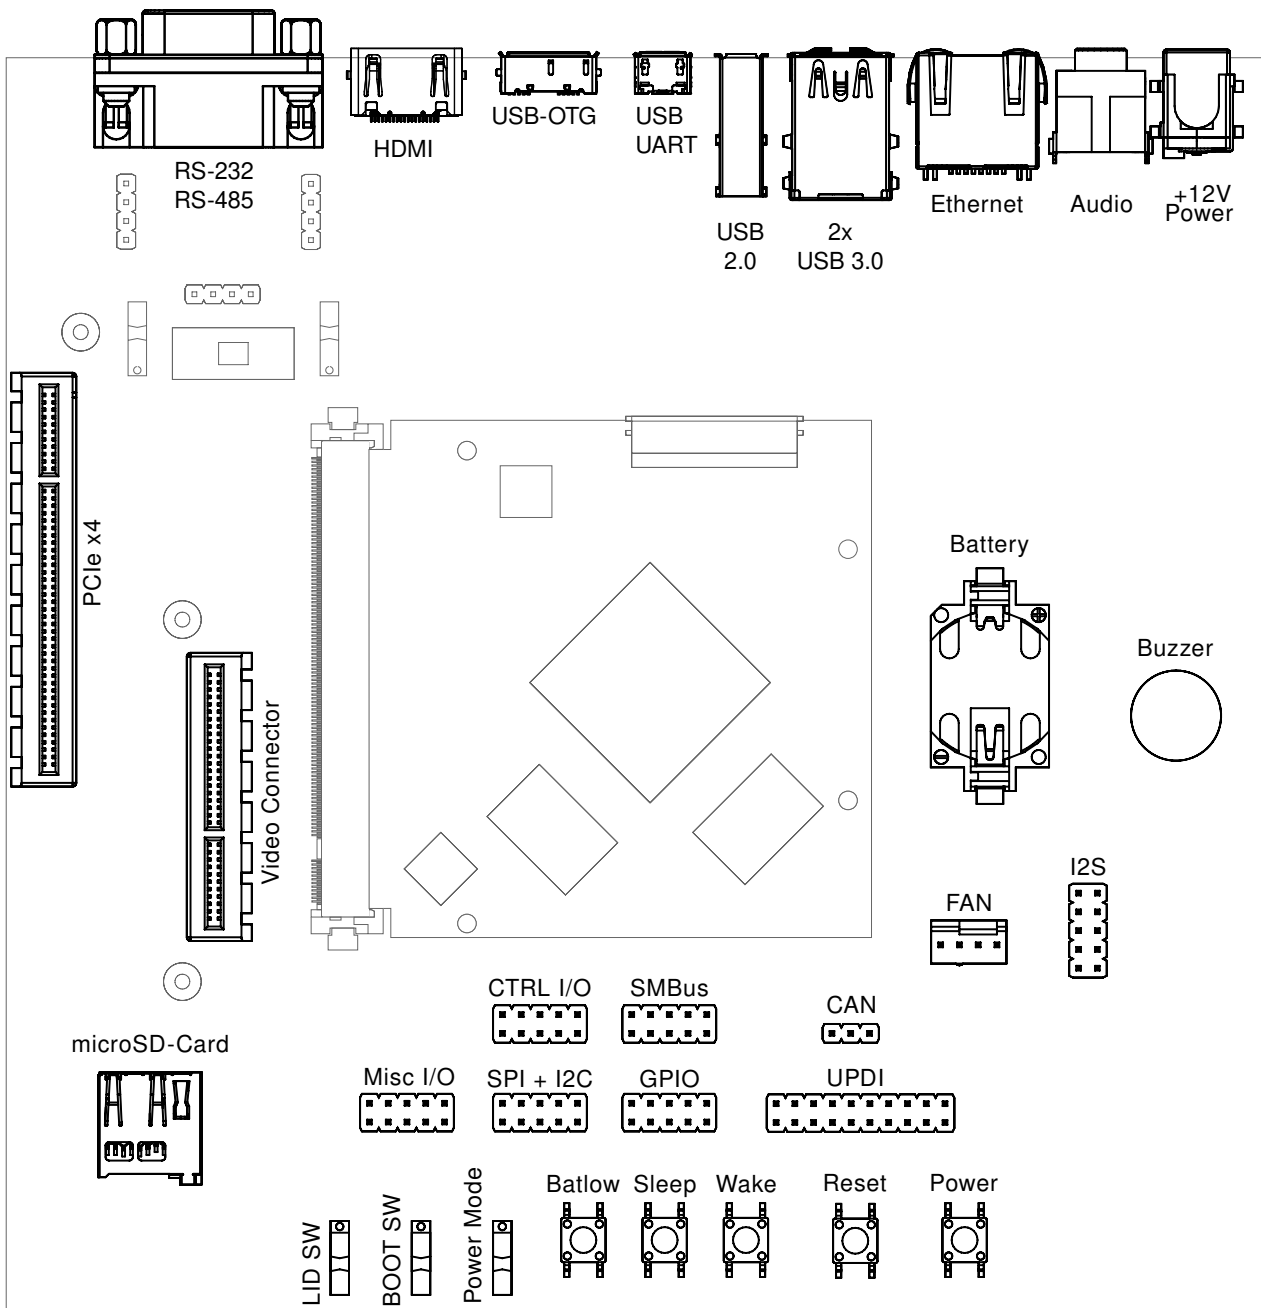 RS-232
RS-485
HDMI
USB-OTG
USB
UART
USB
2.0
2x
USB 3.0
Ethernet
Audio
+12V
Power
PCIe x4
Video Connector
Battery
Buzzer
I2S
FAN
CTRL I/O
SMBus
CAN
microSD-Card
Misc I/O
SPI + I2C
GPIO
UPDI
LID SW
BOOT SW
Power Mode
Batlow
Sleep
Wake
Reset
Power